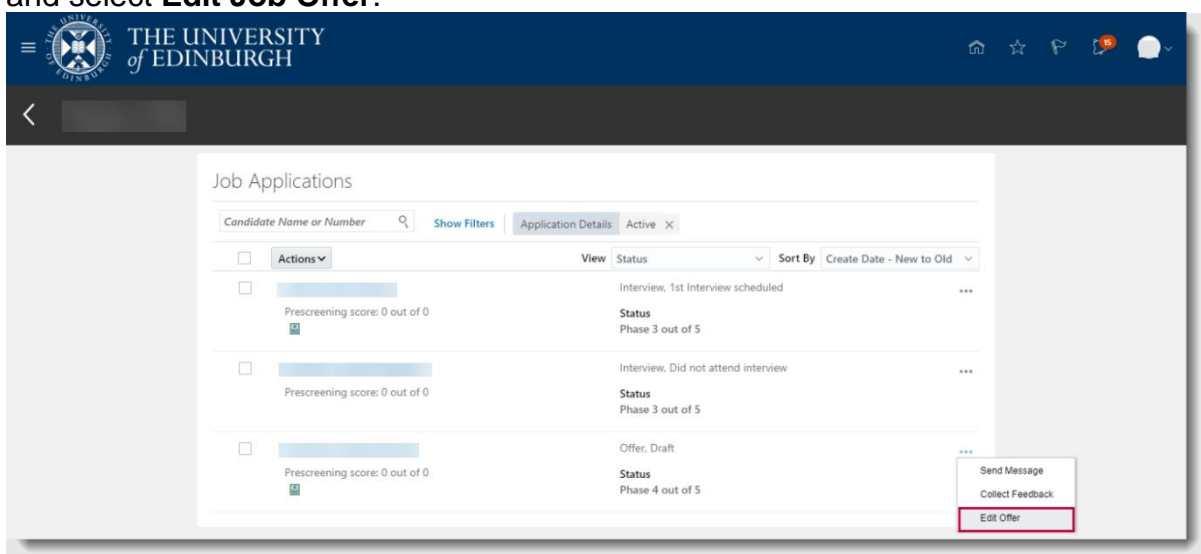 and select Edit Job Offer.
THE UNIVERSITY
of EDINBURGH
15
Job Applications
Candidate Name or Number Show Filters Application Details Active ×
Actions View Status Sort By Create Date - New to Old
Interview, 1st Interview scheduled
Prescreening score: 0 out of 0 Status
Phase 3 out of 5
Interview, Did not attend interview
Prescreening score: 0 out of 0 Status
Phase 3 out of 5
Offer, Draft
Prescreening score: 0 out of 0 Status
Phase 4 out of 5
Send Message
Collect Feedback
Edit Offer